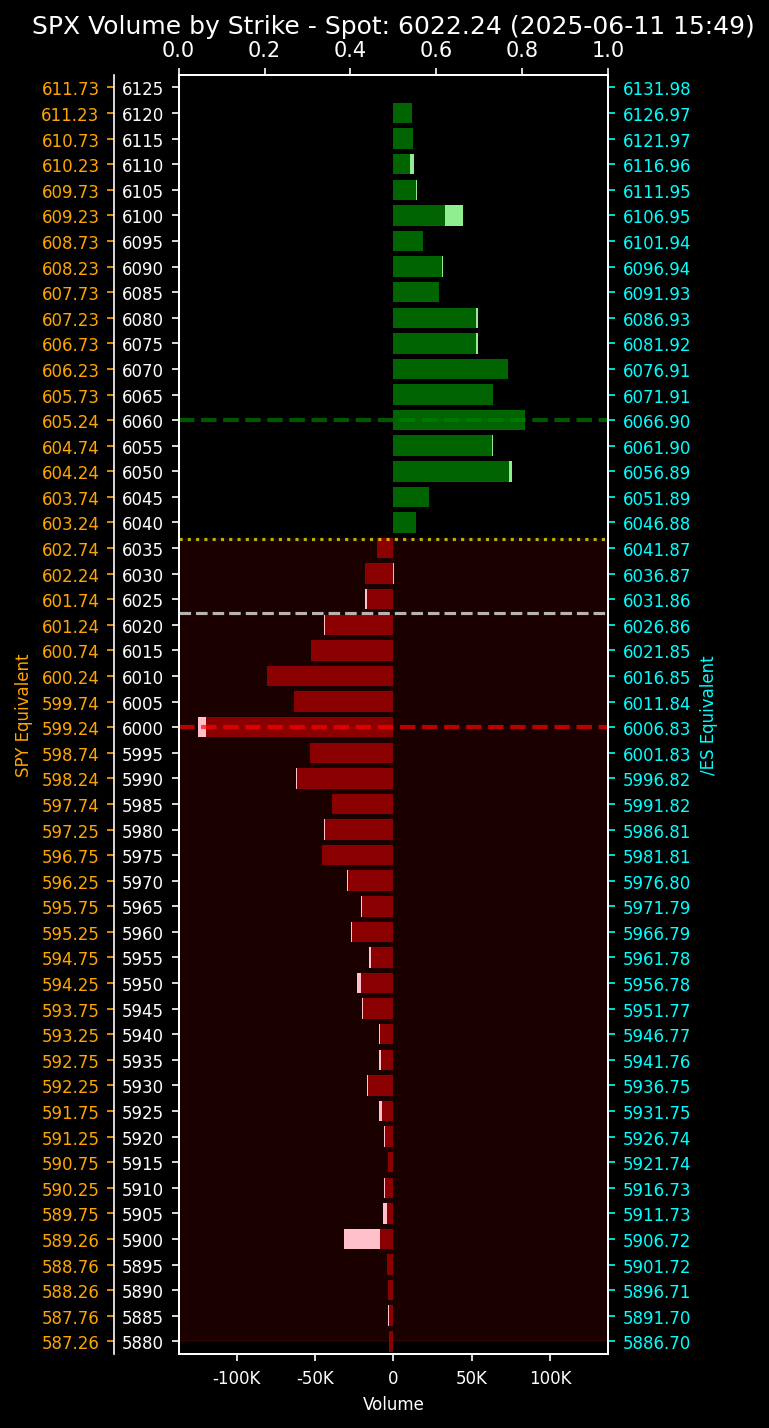 SPX Volume by Strike - Spot: 6022.24 (2025-06-11 15:49)
0.0 0.2 0.4 0.6 0.8 1.0
611.73 6125 6131.98
611.23 6120 6126.97
610.73 6115 6121.97
610.23 6110 6116.96
609.73 6105 6111.95
609.23 6100 6106.95
608.73 6095 6101.94
608.23 6090 6096.94
607.73 6085 6091.93
607.23 6080 6086.93
606.73 6075 6081.92
606.23 6070 6076.91
605.73 6065 6071.91
605.24 6060 6066.90
604.74 6055 6061.90
604.24 6050 6056.89
603.74 6045 6051.89
603.24 6040 6046.88
602.74 6035 6041.87
602.24 6030 6036.87
601.74 6025 6031.86
601.24 6020 6026.86
600.74 6015 6021.85
600.24 6010 6016.85
599.74 6005 6011.84
599.24 6000 6006.83
598.74 5995 6001.83
598.24 5990 5996.82
597.74 5985 5991.82
597.25 5980 5986.81
596.75 5975 5981.81
596.25 5970 5976.80
595.75 5965 5971.79
595.25 5960 5966.79
594.75 5955 5961.78
594.25 5950 5956.78
593.75 5945 5951.77
593.25 5940 5946.77
592.75 5935 5941.76
592.25 5930 5936.75
591.75 5925 5931.75
591.25 5920 5926.74
590.75 5915 5921.74
590.25 5910 5916.73
589.75 5905 5911.73
589.26 5900 5906.72
588.76 5895 5901.72
588.26 5890 5896.71
587.76 5885 5891.70
587.26 5880 5886.70
SPY Equivalent
/ES Equivalent
-100K -50K 0 50K 100K
Volume